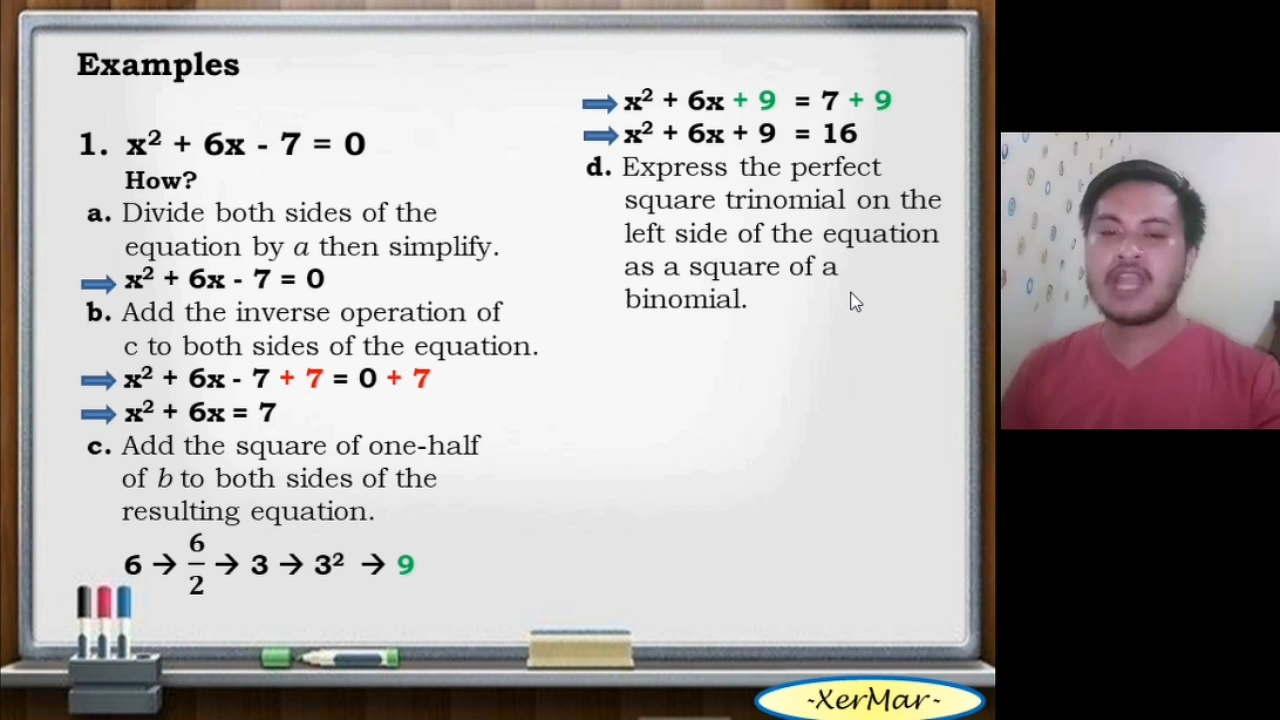 Examples
1. x² + 6x - 7 = 0
How?
a. Divide both sides of the
equation by a then simplify.
⇒ x² + 6x - 7 = 0
b. Add the inverse operation of
c to both sides of the equation.
⇒ x² + 6x - 7 + 7 = 0 + 7
⇒ x² + 6x = 7
c. Add the square of one-half
of b to both sides of the
resulting equation.
6 → 6/2 → 3 → 3² → 9
⇒ x² + 6x + 9 = 7 + 9
⇒ x² + 6x + 9 = 16
d. Express the perfect
square trinomial on the
left side of the equation
as a square of a
binomial.
-XerMar-